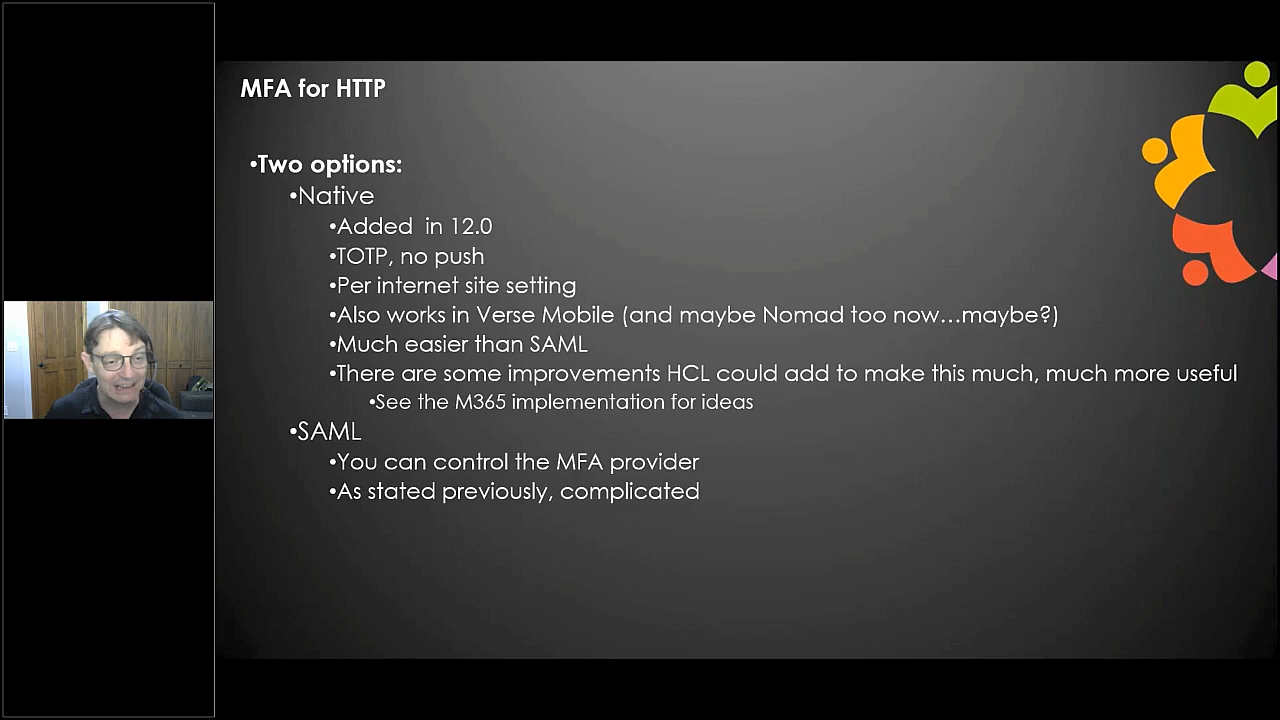 MFA for HTTP
•Two options:
•Native
•Added  in 12.0
•TOTP, no push
•Per internet site setting
•Also works in Verse Mobile (and maybe Nomad too now...maybe?)
•Much easier than SAML
•There are some improvements HCL could add to make this much, much more useful
•See the M365 implementation for ideas
•SAML
•You can control the MFA provider
•As stated previously, complicated